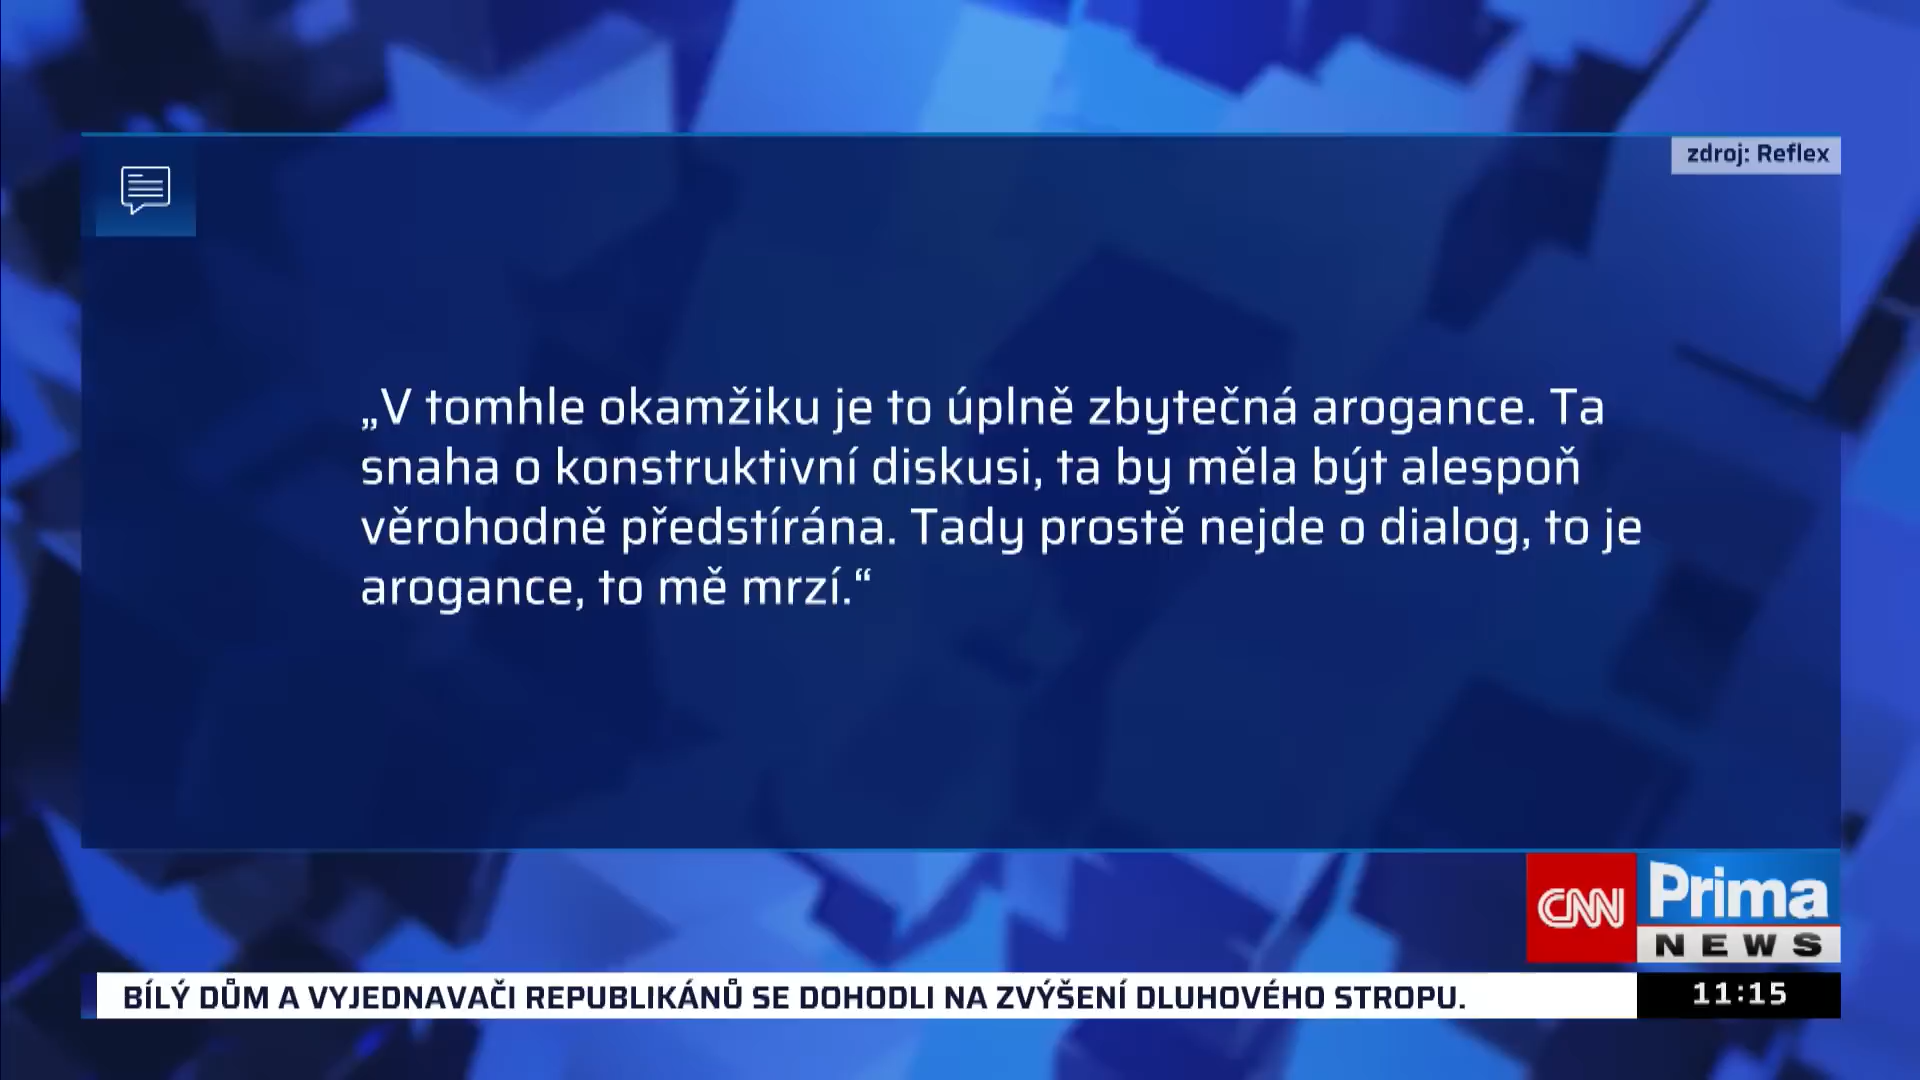 zdroj: Reflex
„V tomhle okamžiku je to úplně zbytečná arogance. Ta
snaha o konstruktivní diskusi, ta by měla být alespoň
věrohodně předstírána. Tady prostě nejde o dialog, to je
arogance, to mě mrzí.“
CNN Prima
NEWS
BÍLÝ DŮM A VYJEDNAVAČI REPUBLIKÁNŮ SE DOHODLI NA ZVÝŠENÍ DLUHOVÉHO STROPU.
11:15